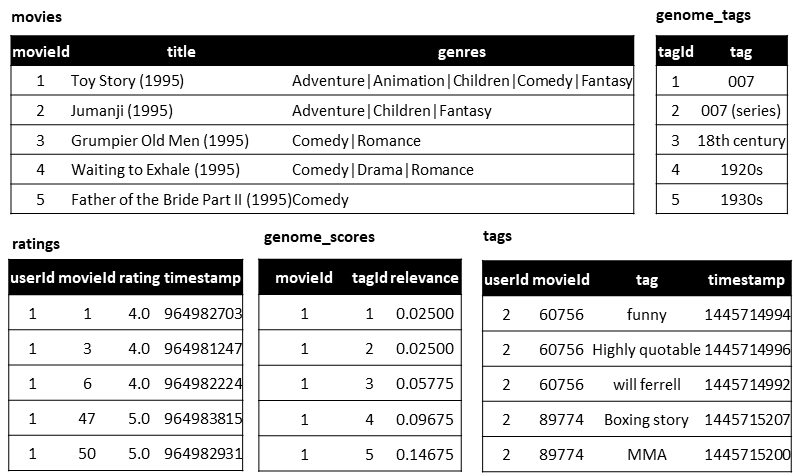 movies
movieId title genres
1 Toy Story (1995) Adventure|Animation|Children|Comedy|Fantasy
2 Jumanji (1995) Adventure|Children|Fantasy
3 Grumpier Old Men (1995) Comedy|Romance
4 Waiting to Exhale (1995) Comedy|Drama|Romance
5 Father of the Bride Part II (1995) Comedy
genome_tags
tagId tag
1 007
2 007 (series)
3 18th century
4 1920s
5 1930s
ratings
userId movieId rating timestamp
1 1 4.0 964982703
1 3 4.0 964981247
1 6 4.0 964982224
1 47 5.0 964983815
1 50 5.0 964982931
genome_scores
movieId tagId relevance
1 1 0.02500
1 2 0.02500
1 3 0.05775
1 4 0.09675
1 5 0.14675
tags
userId movieId tag timestamp
2 60756 funny 1445714994
2 60756 Highly quotable 1445714996
2 60756 will ferrell 1445714992
2 89774 Boxing story 1445715207
2 89774 MMA 1445715200